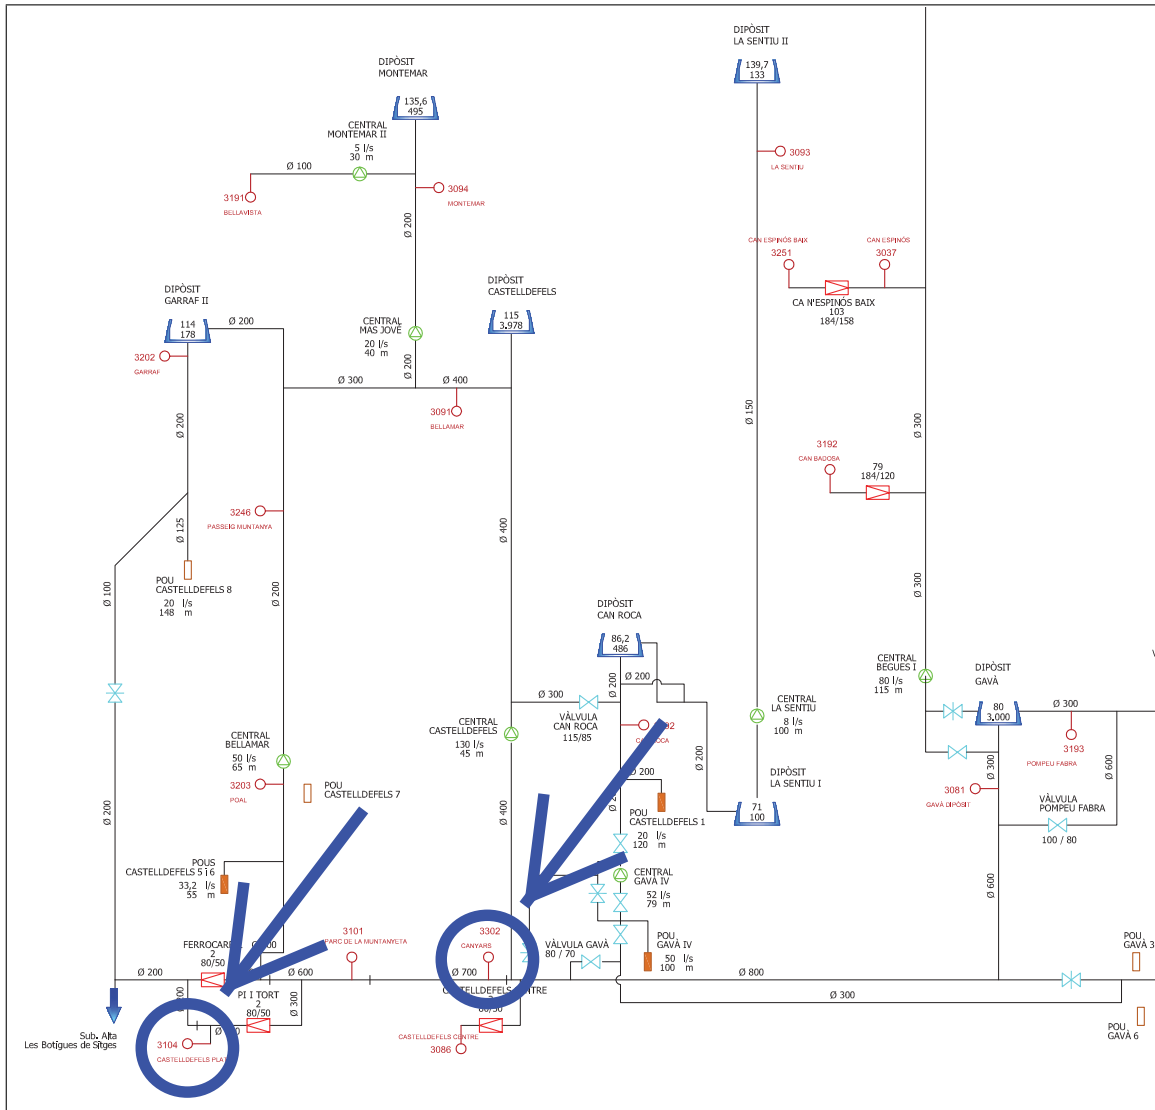 DIPÒSIT
LA SENTIU II
139,7
133
DIPÒSIT
MONTEMAR
135,6
495
CENTRAL
MONTEMAR II
5 l/s
30 m
Ø 100
3191
BELLAVISTA
3094
MONTEMAR
Ø 200
3093
LA SENTIU
CAN ESPINÓS BAIX
3251
CAN ESPINÓS
3037
CA N'ESPINÓS BAIX
103
184/158
DIPÒSIT
GARRAF II
114
178
Ø 200
DIPÒSIT
CASTELLDEFELS
115
3.978
CENTRAL
MAS JOVÉ
20 l/s
40 m
Ø 200
3202
GARRAF
Ø 300
Ø 400
3091
BELLAMAR
Ø 200
Ø 150
Ø 300
3192
CAN BADOSA
79
184/120
3246
PASSEIG MUNTANYA
Ø 125
Ø 400
POU
CASTELLDEFELS 8
20 l/s
148 m
Ø 100
Ø 200
Ø 300
DIPÒSIT
CAN ROCA
86,2
486
Ø 200
Ø 200
Ø 300
VÀLVULA
CAN ROCA
115/85
CENTRAL
CASTELLDEFELS
130 l/s
45 m
CENTRAL
LA SENTIU
8 l/s
100 m
CENTRAL
BEGUES I
80 l/s
115 m
DIPÒSIT
GAVÀ
80
3.000
Ø 300
3193
POMPEU FABRA
Ø 300
Ø 600
CENTRAL
BELLAMAR
50 l/s
65 m
3203
POAL
POU
CASTELLDEFELS 7
Ø 200
Ø 200
DIPÒSIT
LA SENTIU I
71
100
3081
GAVÀ DIPÒSIT
VÀLVULA
POMPEU FABRA
100 / 80
Ø 200
Ø 400
POU
CASTELLDEFELS 1
20 l/s
120 m
POUS
CASTELLDEFELS 5 i 6
33,2 l/s
55 m
CENTRAL
GAVÀ IV
52 l/s
79 m
Ø 600
3101
PARC DE LA MUNTANYETA
3302
CANYARS
VÀLVULA GAVÀ
80 / 70
POU
GAVÀ IV
50 l/s
100 m
POU
GAVÀ 3
2
80/50
Ø 200
Ø 600
Ø 700
Ø 800
PI I TORT
2
80/50
Ø 300
Ø 300
CASTELLDEFELS CENTRE
3086
Sub. Alta
Les Botigues de Sitges
3104
CASTELLDEFELS
POU
GAVÀ 6